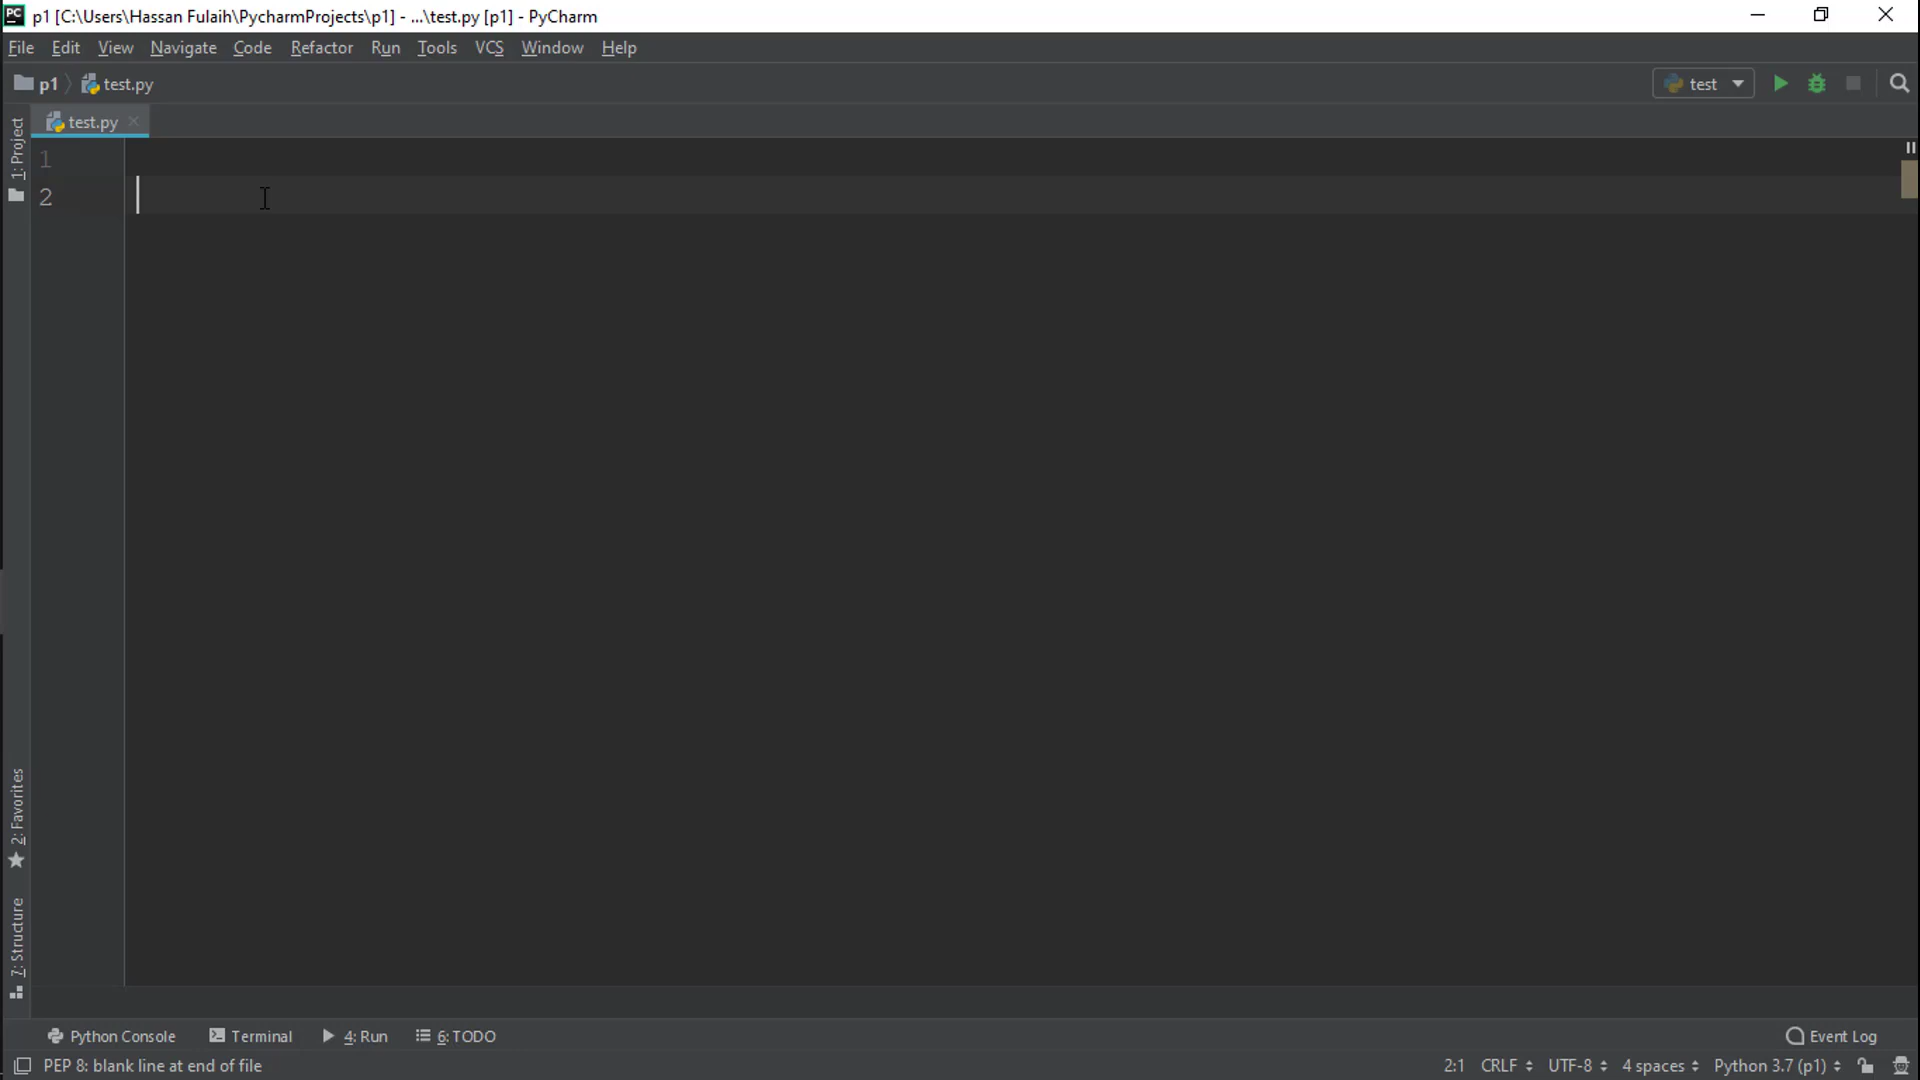 PC p1 [C:\Users\Hassan Fulaih\PycharmProjects\p1] - ...\test.py [p1] - PyCharm
File Edit View Navigate Code Refactor Run Tools VCS Window Help
p1 test.py test
test.py
1: Project
1
2
2: Favorites
7: Structure
Python Console Terminal 4: Run 6: TODO Event Log
PEP 8: blank line at end of file 2:1 CRLF UTF-8 4 spaces Python 3.7 (p1)